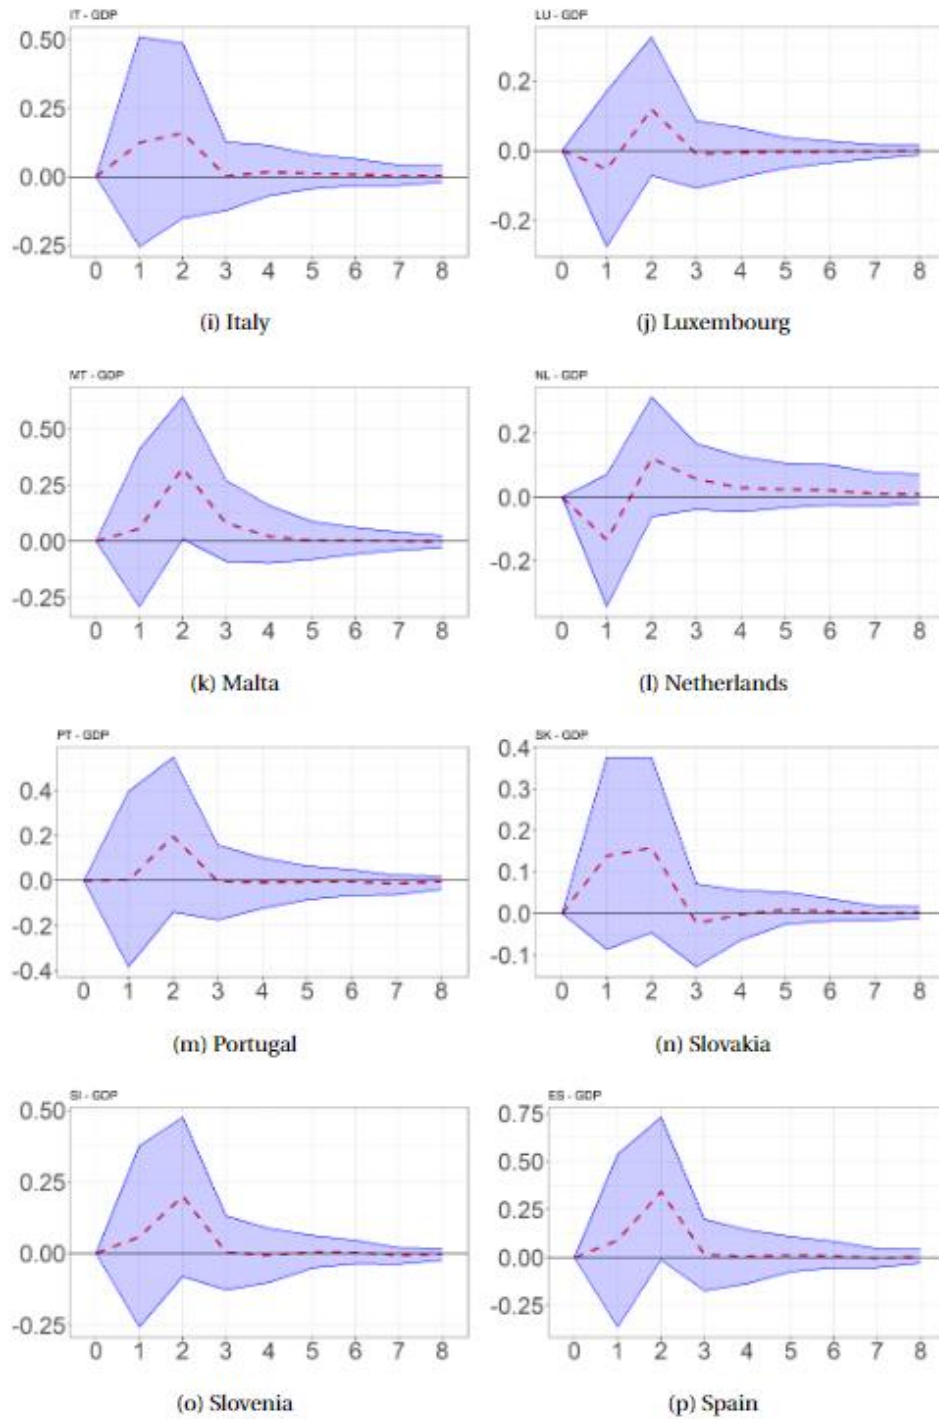 IT - GDP
0.50
0.25
0.00
-0.25
0 1 2 3 4 5 6 7 8
(i) Italy
LU - GDP
0.2
0.0
-0.2
0 1 2 3 4 5 6 7 8
(j) Luxembourg
MT - GDP
0.50
0.25
0.00
-0.25
0 1 2 3 4 5 6 7 8
(k) Malta
NL - GDP
0.2
0.0
-0.2
0 1 2 3 4 5 6 7 8
(l) Netherlands
PT - GDP
0.4
0.2
0.0
-0.2
-0.4
0 1 2 3 4 5 6 7 8
(m) Portugal
SK - GDP
0.4
0.3
0.2
0.1
0.0
-0.1
0 1 2 3 4 5 6 7 8
(n) Slovakia
SI - GDP
0.50
0.25
0.00
-0.25
0 1 2 3 4 5 6 7 8
(o) Slovenia
ES - GDP
0.75
0.50
0.25
0.00
-0.25
0 1 2 3 4 5 6 7 8
(p) Spain